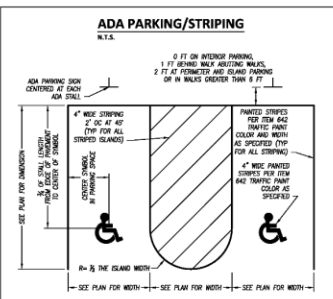 ADA PARKING/STRIPING
N.T.S.
0 FT ON INTERIOR PARKING,
1 FT BEHIND WALK ABUTTING WALKS,
2 FT AT PERIMETER AND ISLAND PARKING
OR IN WALKS GREATER THAN 6 FT
ADA PARKING SIGN
CENTERED AT EACH
ADA STALL
4" WIDE STRIPING
2' OC AT 45°
(TYP FOR ALL
STRIPED) ISLANDS)
PAINTED STRIPES
PER ITEM 642
TRAFFIC PAINT
COLOR AND WIDTH
AS SPECIFIED (TYP
FOR ALL STRIPING)
4" WIDE PAINTED
STRIPES PER ITEM
642 TRAFFIC PAINT
COLOR AS
SPECIFIED
SEE PLAN FOR DIMENSION
OF STALL LENGTH
FROM EDGE OF PAVEMENT
TO CENTER OF SYMBOL
CENTER SYMBOL
IN PARKING SPACE
R= ½ THE ISLAND WIDTH
SEE PLAN FOR WIDTH
SEE PLAN FOR WIDTH
SEE PLAN FOR WIDTH